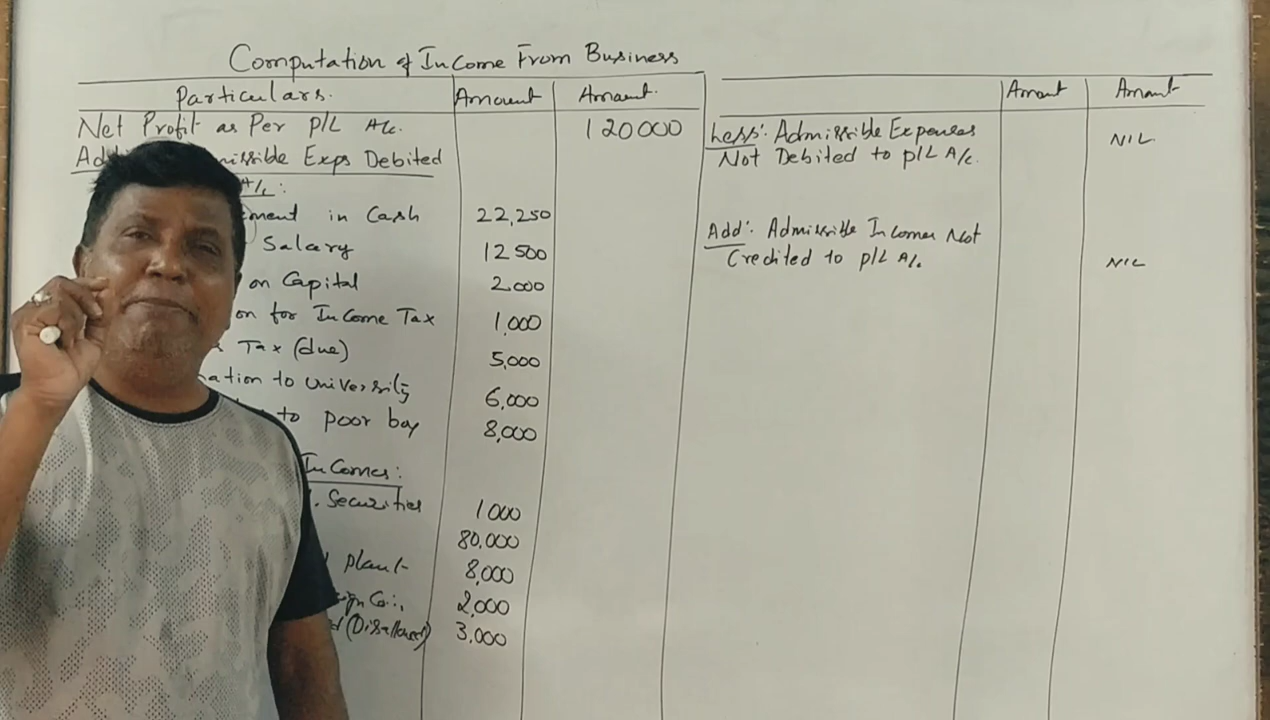 Computation of Income From Business
Particulars. Amount Amount.
Net Profit as Per P/L A/c. 120000
missible Exps Debited
A/c:
ment in Cash 22,250
Salary 12500
on Capital 2.000
on for Income Tax 1,000
Tax (due) 5,000
ation to University 6,000
to poor boy 8,000
Incomes:
. Securities 1000
80,000
plant 8,000
2,000
(Disallowed) 3.000
Amount Amount
Less: Admissible Expenses NIL
Not Debited to P/L A/c.
Add: Admissible Incomes Not
Credited to P/L A/c. NIL